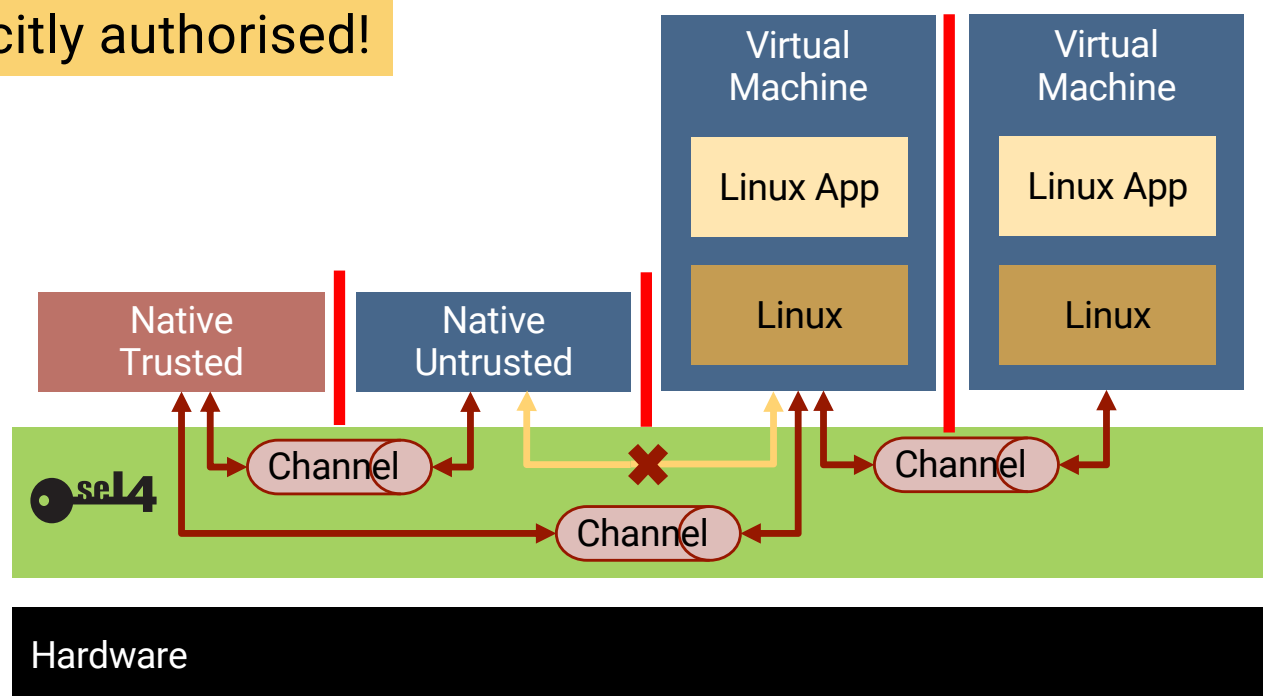 citly authorised!
Virtual
Machine
Linux App
Linux
Virtual
Machine
Linux App
Linux
Native
Trusted
Native
Untrusted
Channel
Channel
Channel
seL4
Hardware